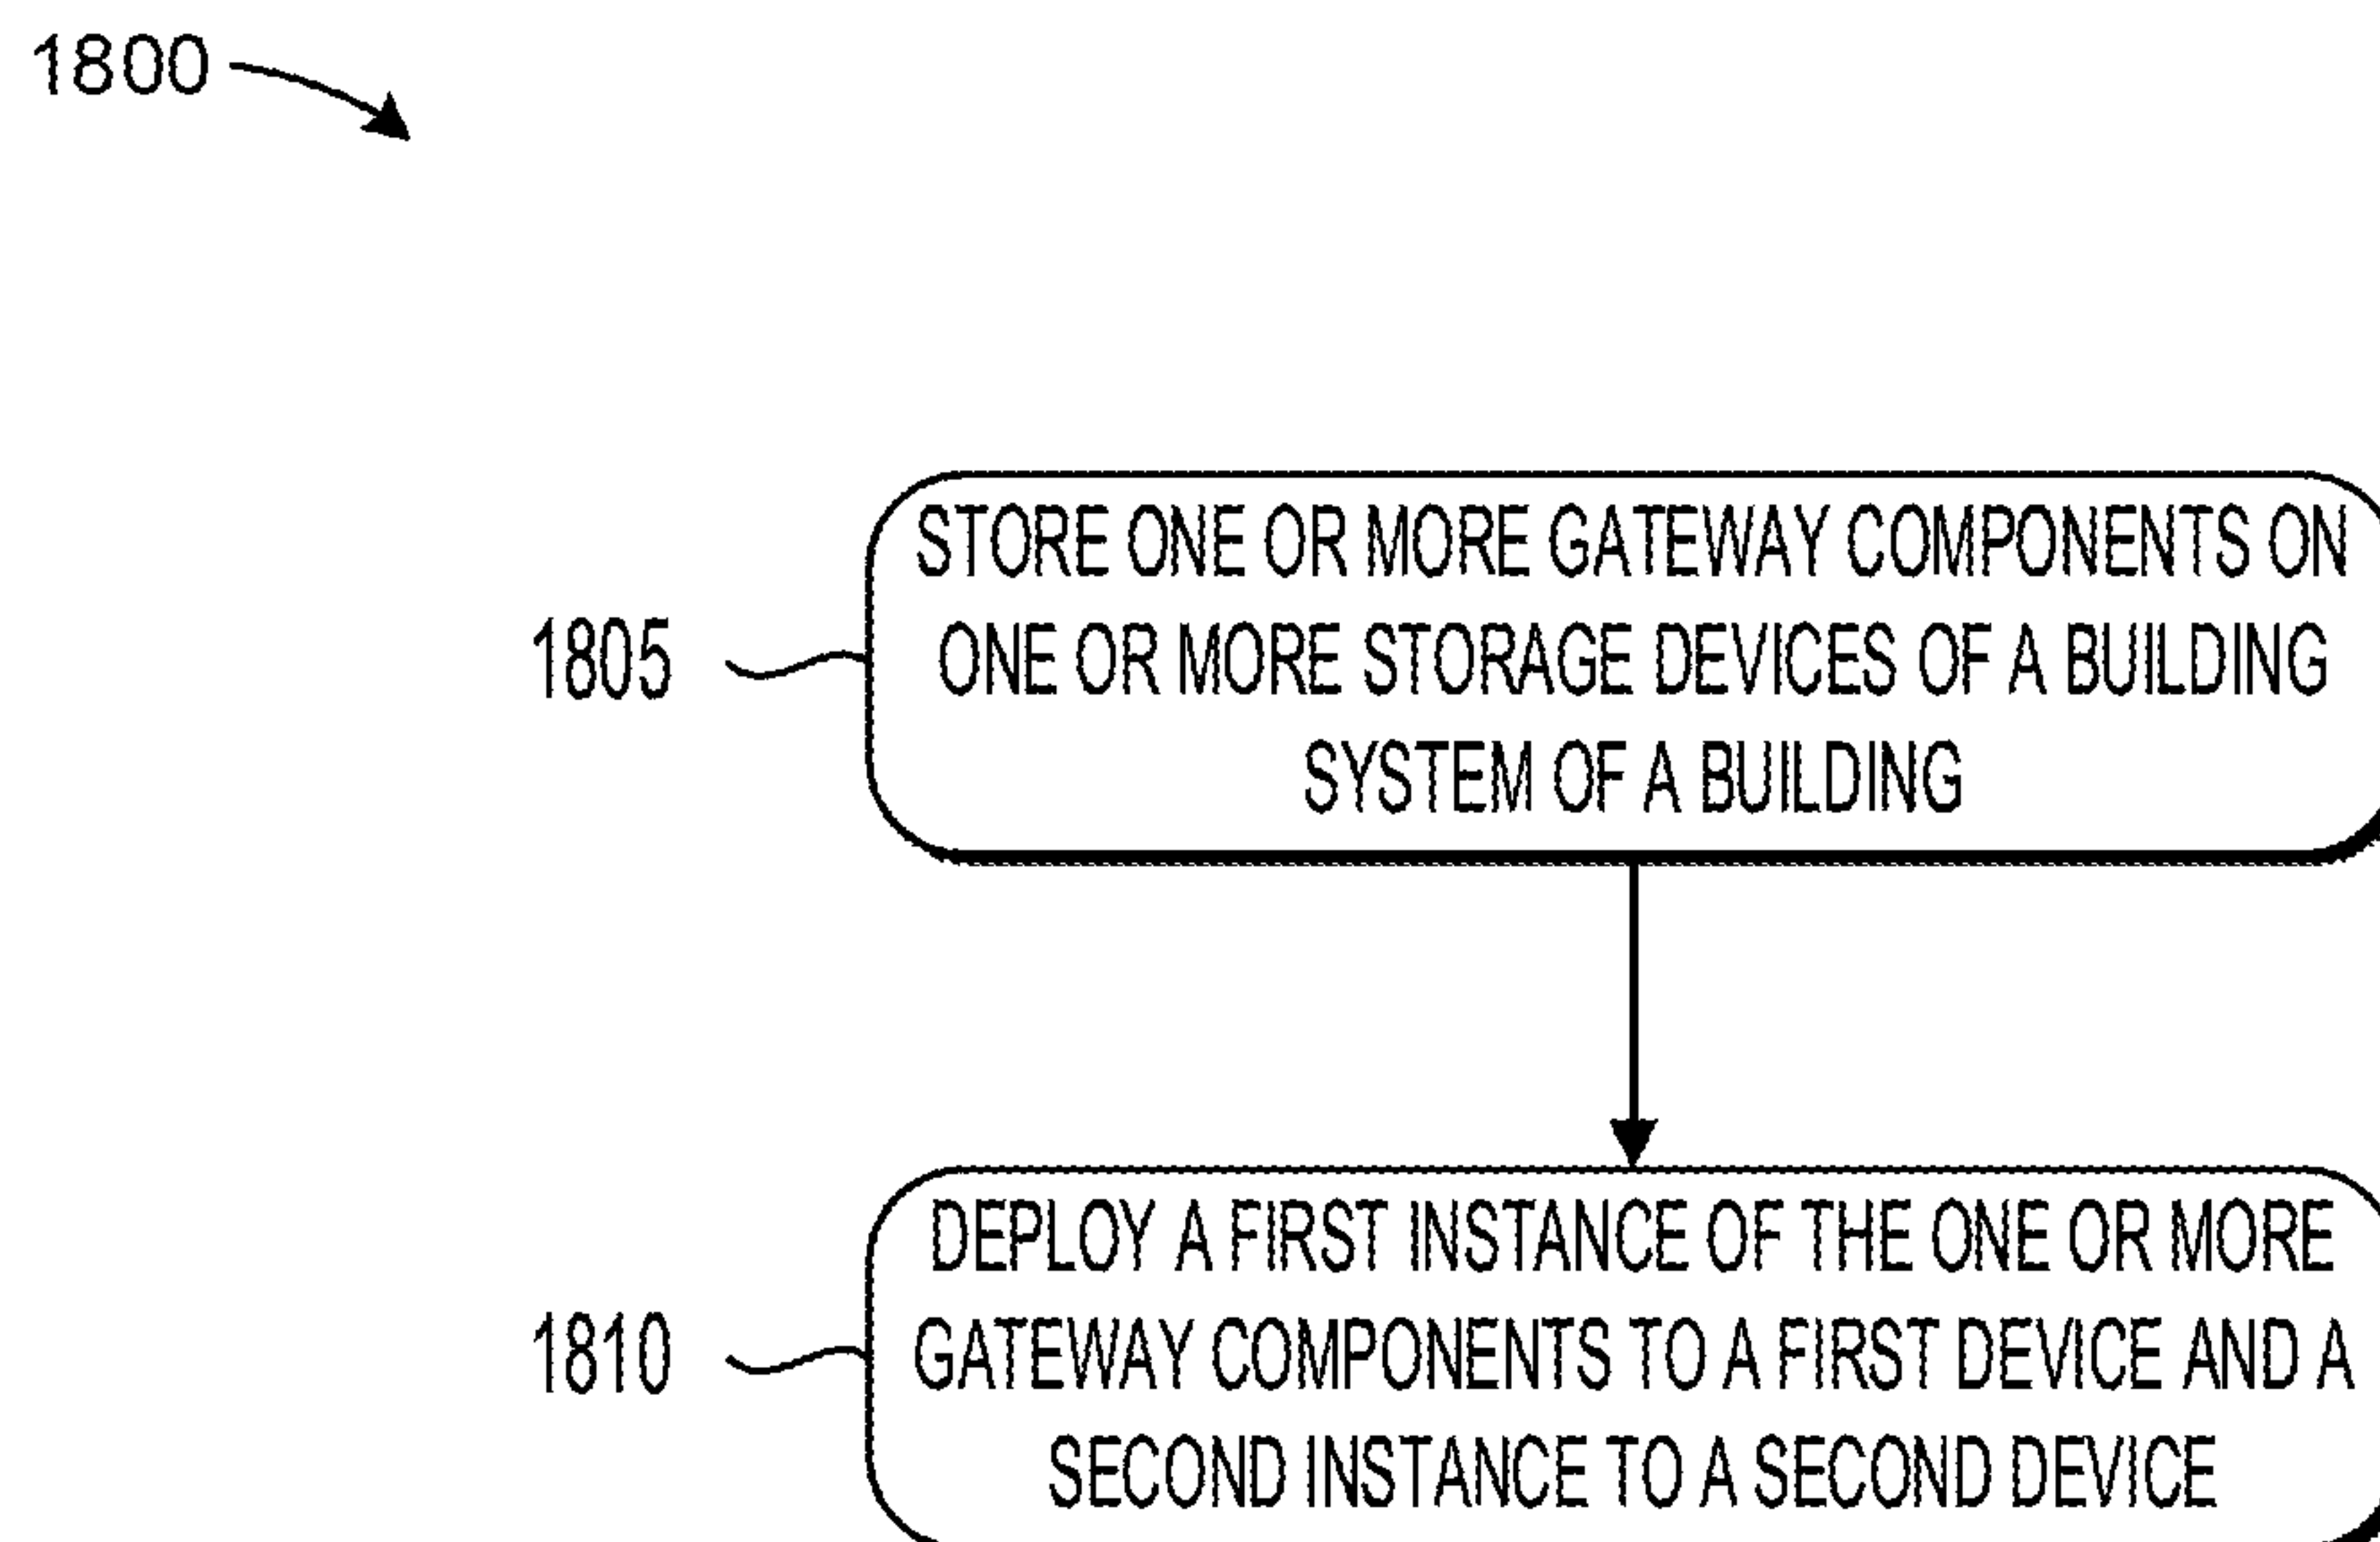 1800
STORE ONE OR MORE GATEWAY COMPONENTS ON
1805
ONE OR MORE STORAGE DEVICES OF A BUILDING
SYSTEM OF A BUILDING
DEPLOY A FIRST INSTANCE OF THE ONE OR MORE
1810
GATEWAY COMPONENTS TO A FIRST DEVICE AND A
SECOND INSTANCE TO A SECOND DEVICE